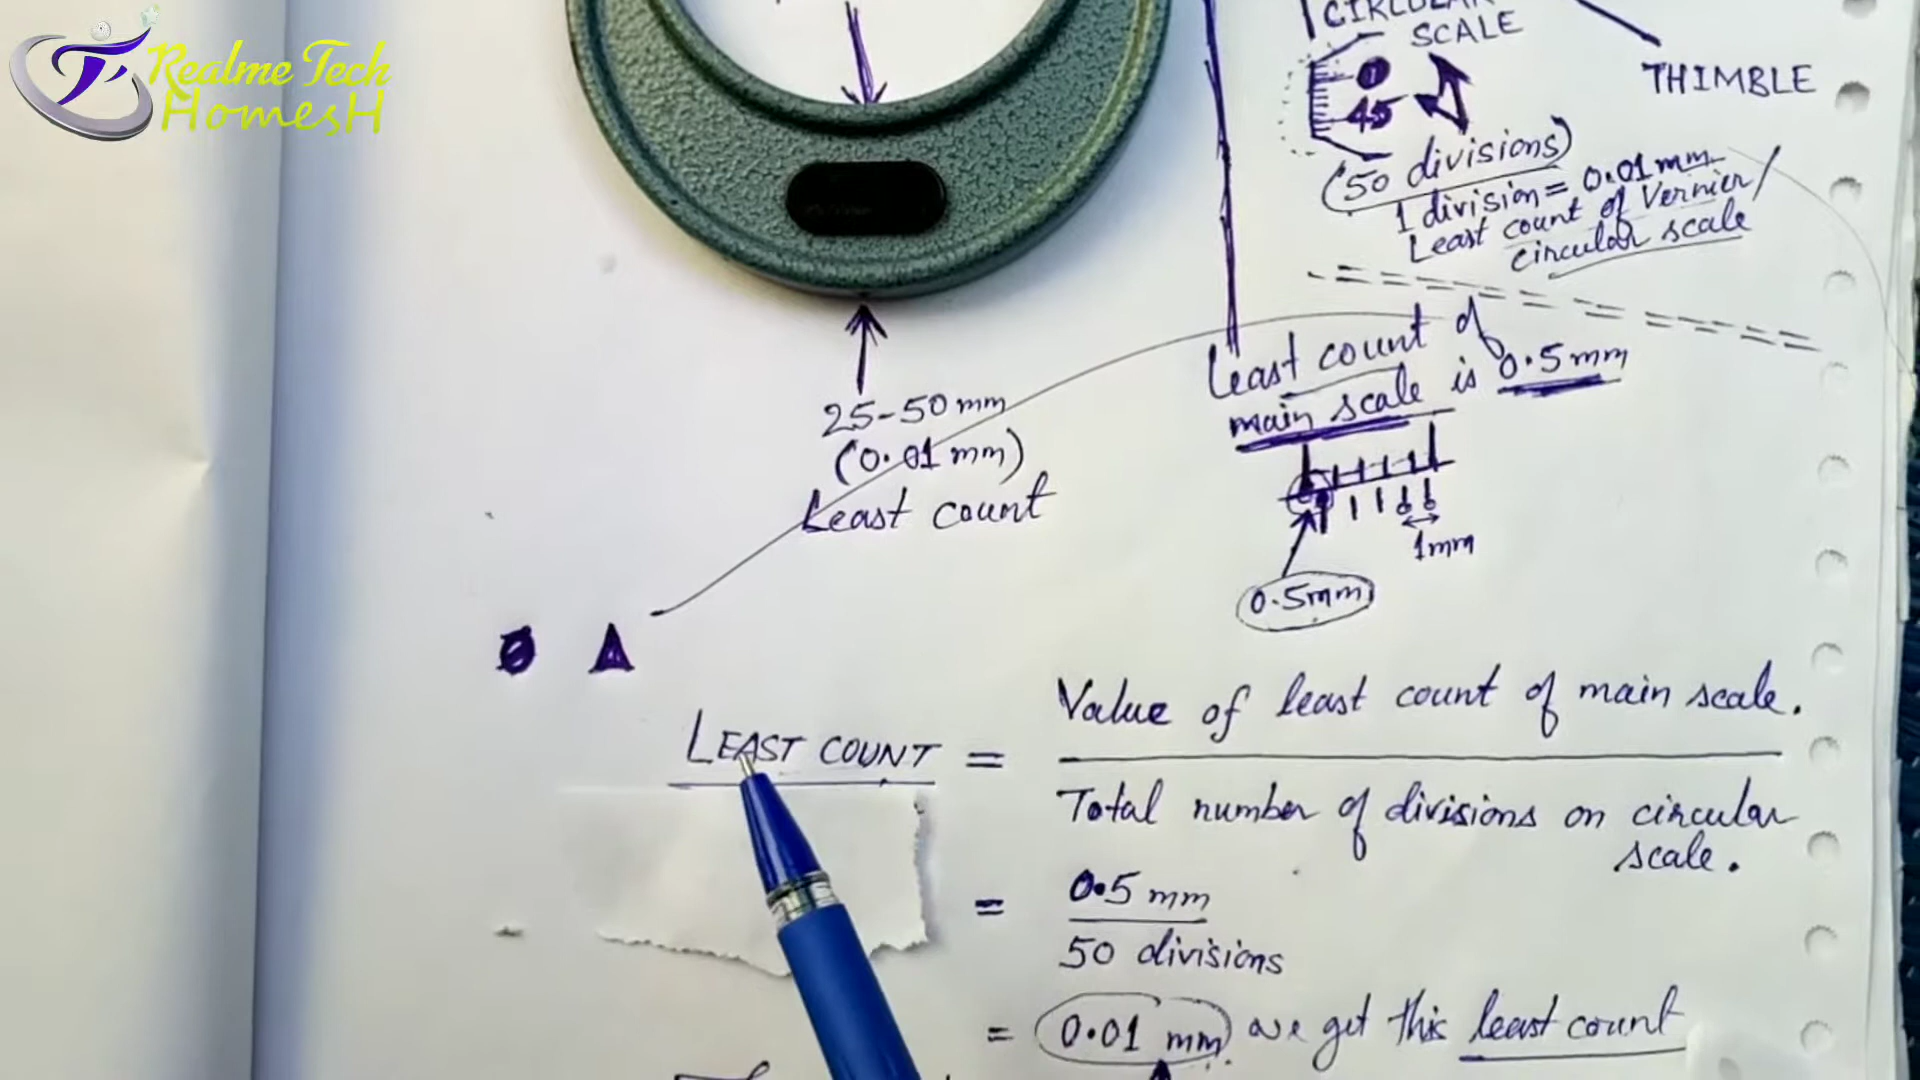 Realme Tech
HomesH
CIRCULAR
SCALE
THIMBLE
0
45
(50 divisions)
1 division = 0.01 mm
Least count of Vernier/
circular scale
Least count of
main scale is 0.5 mm
1mm
0.5mm
25-50 mm
(0.01 mm)
Least count
LEAST COUNT = Value of least count of main scale.
Total number of divisions on circular
scale.
= 0.5 mm
50 divisions
= 0.01 mm we get this least count